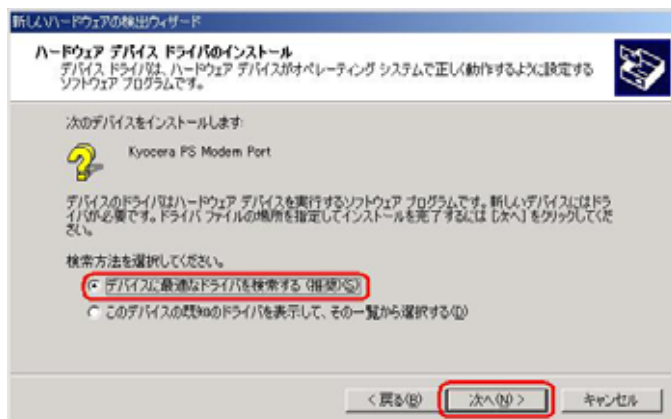 新しいハードウェアの検出ウィザード
ハードウェア デバイス ドライバのインストール
デバイス ドライバは、ハードウェア デバイスがオペレーティング システムで正しく動作するように設定する
ソフトウェア プログラムです。
次のデバイスをインストールします:
Kyocera PS Modem Port
デバイスのドライバはハードウェア デバイスを実行するソフトウェア プログラムです。新しいデバイスにはドラ
イバが必要です。ドライバ ファイルの場所を指定してインストールを完了するには [次へ] をクリックしてくだ
さい。
検索方法を選択してください。
デバイスに最適なドライバを検索する (推奨)(S)
このデバイスの既知のドライバを表示して、その一覧から選択する(D)
< 戻る(B)
次へ(N) >
キャンセル